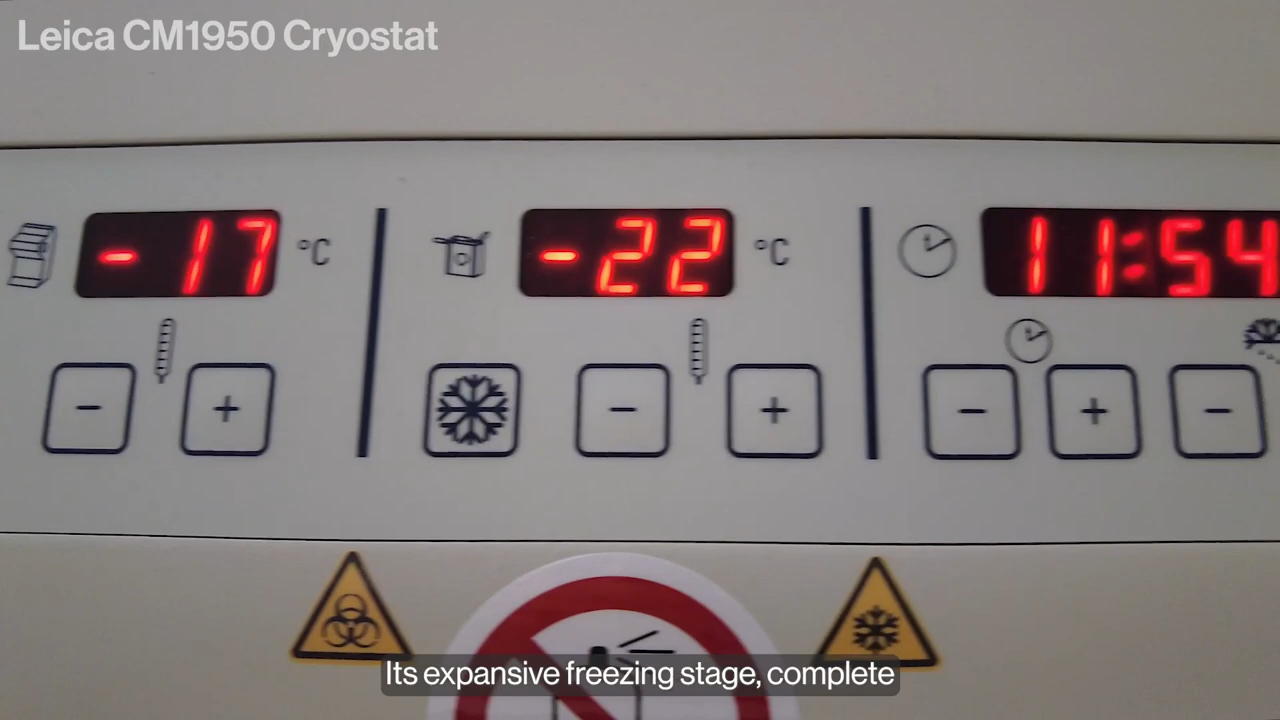 Leica CM1950 Cryostat
-17 °C -22 °C 11:54
- + - + - + -
Its expansive freezing stage, complete